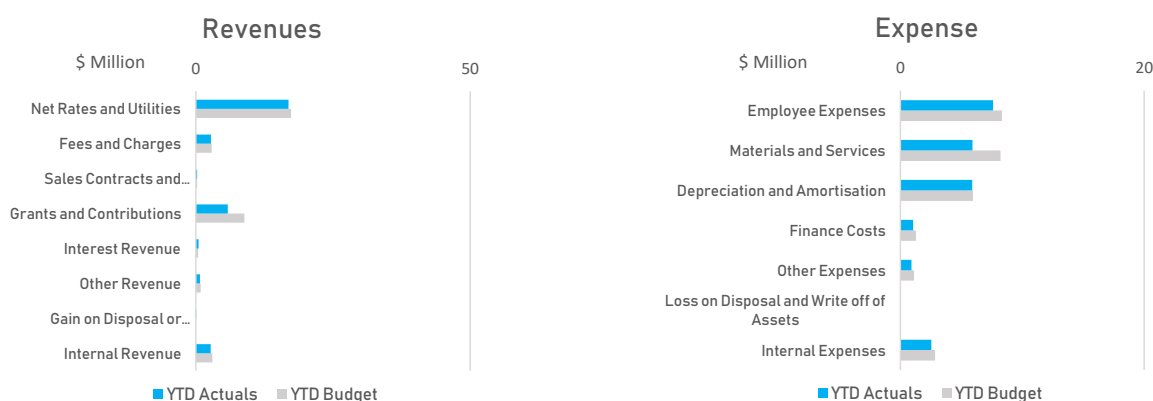 Revenues
$ Million
0
50
Net Rates and Utilities
Fees and Charges
Sales Contracts and...
Grants and Contributions
Interest Revenue
Other Revenue
Gain on Disposal or...
Internal Revenue
YTD Actuals
YTD Budget
Expense
$ Million
0
20
Employee Expenses
Materials and Services
Depreciation and Amortisation
Finance Costs
Other Expenses
Loss on Disposal and Write off of
Assets
Internal Expenses
YTD Actuals
YTD Budget